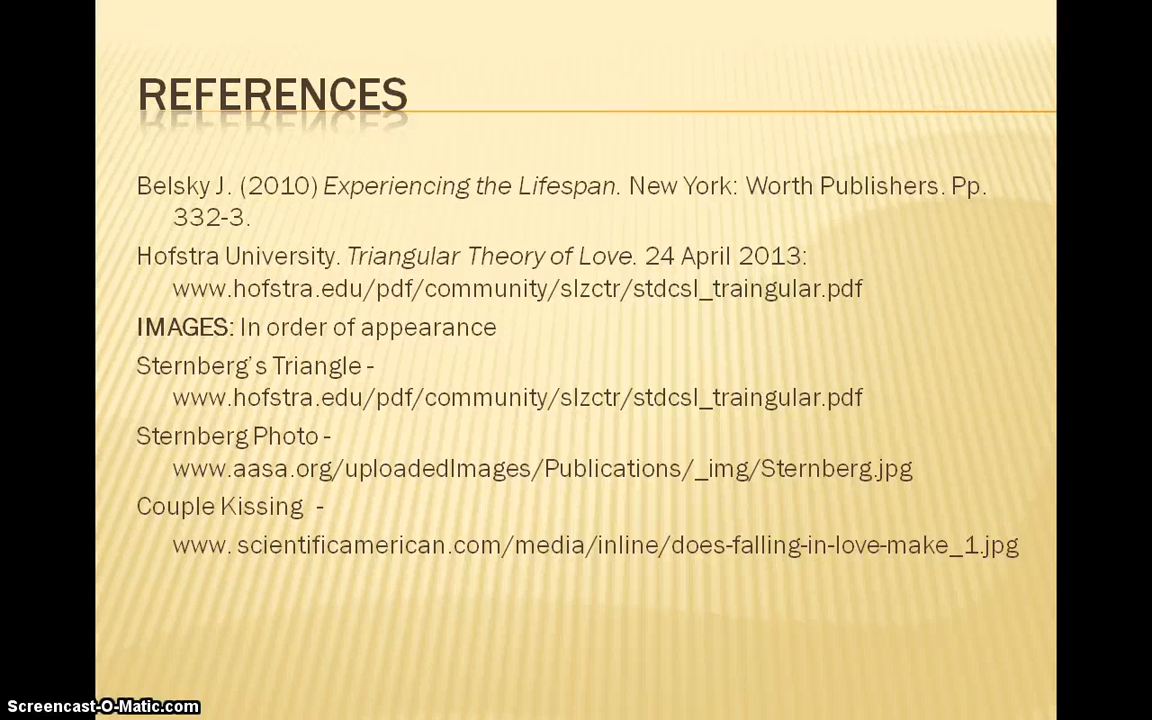 REFERENCES
Belsky J. (2010) Experiencing the Lifespan. New York: Worth Publishers. Pp.
332-3.
Hofstra University. Triangular Theory of Love. 24 April 2013:
www.hofstra.edu/pdf/community/slzctr/stdcsl_traingular.pdf
IMAGES: In order of appearance
Sternberg's Triangle -
www.hofstra.edu/pdf/community/slzctr/stdcsl_traingular.pdf
Sternberg Photo -
www.aasa.org/uploadedImages/Publications/_img/Sternberg.jpg
Couple Kissing -
www. scientificamerican.com/media/inline/does-falling-in-love-make_1.jpg
Screencast-O-Matic.com